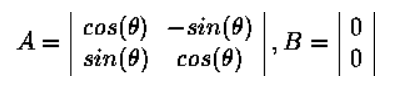 A = | cos(θ) −sin(θ) |, B = | 0 |
| sin(θ) cos(θ) | | 0 |